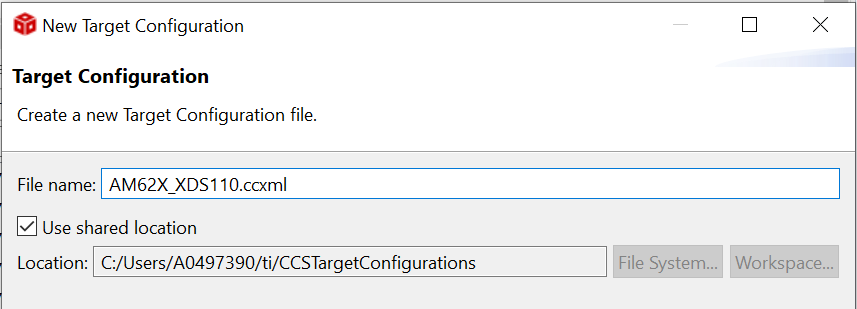 New Target Configuration
Target Configuration
Create a new Target Configuration file.
File name: AM62X_XDS110.ccxml
Use shared location
Location: C:/Users/A0497390/ti/CCSTargetConfigurations File System... Workspace...